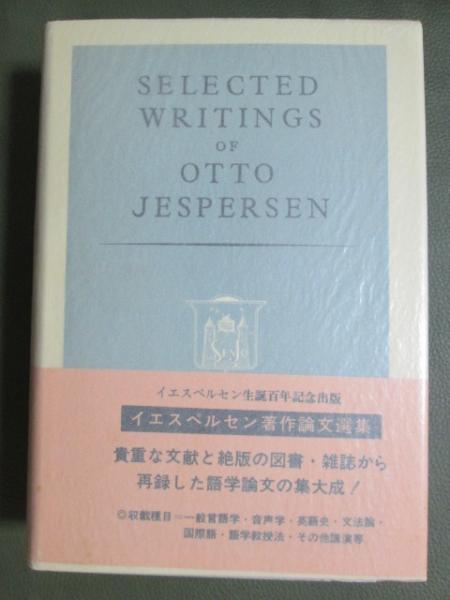 SELECTED
WRITINGS
OF
OTTO
JESPERSEN
イエスペルセン生誕百年記念出版
イエスペルセン著作論文選集
貴重な文献と絶版の図書・雑誌から
再録した語学論文の集大成!
◎収載種目=一般言語学・音声学・英語史・文法論・
国際語・語学教授法・その他講演等